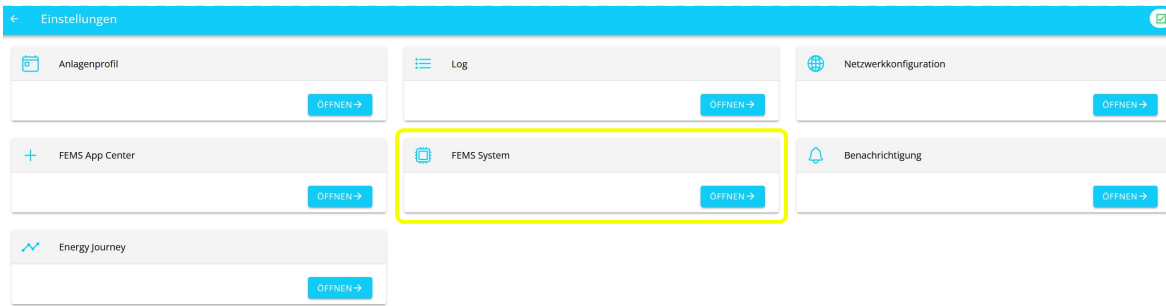 Einstellungen
Anlagenprofil
ÖFFNEN
Log
ÖFFNEN
Netzwerkkonfiguration
ÖFFNEN
FEMS App Center
ÖFFNEN
FEMS System
ÖFFNEN
Benachrichtigung
ÖFFNEN
Energy Journey
ÖFFNEN